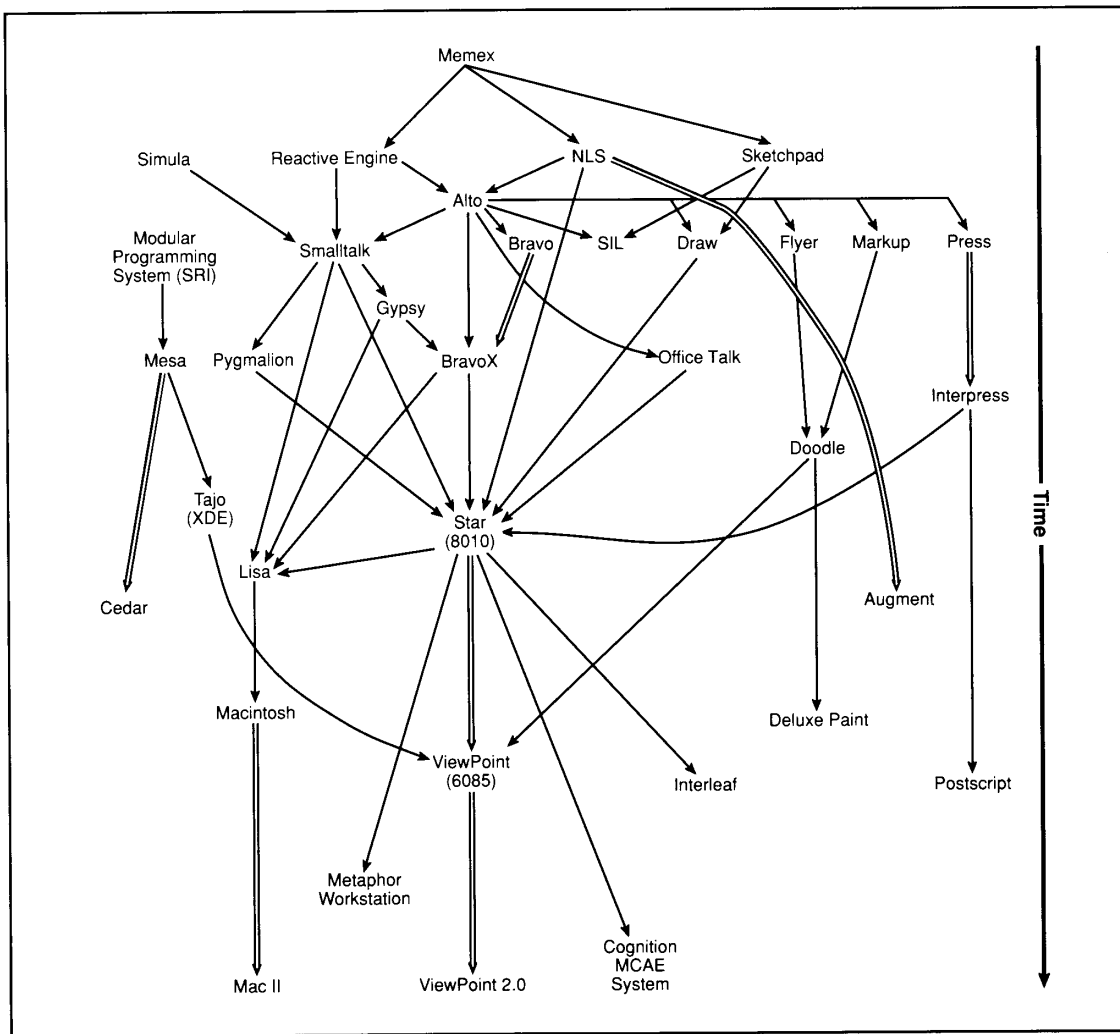 Memex
Simula
Reactive Engine
NLS
Sketchpad
Alto
Modular
Programming
System (SRI)
Smalltalk
Bravo
SIL
Draw
Flyer
Markup
Press
Gypsy
Mesa
Pygmalion
BravoX
Office Talk
Interpress
Doodle
Tajo
(XDE)
Star
(8010)
Time
Lisa
Cedar
Augment
Macintosh
Deluxe Paint
ViewPoint
(6085)
Interleaf
Postscript
Metaphor
Workstation
Cognition
MCAE
System
Mac II
ViewPoint 2.0